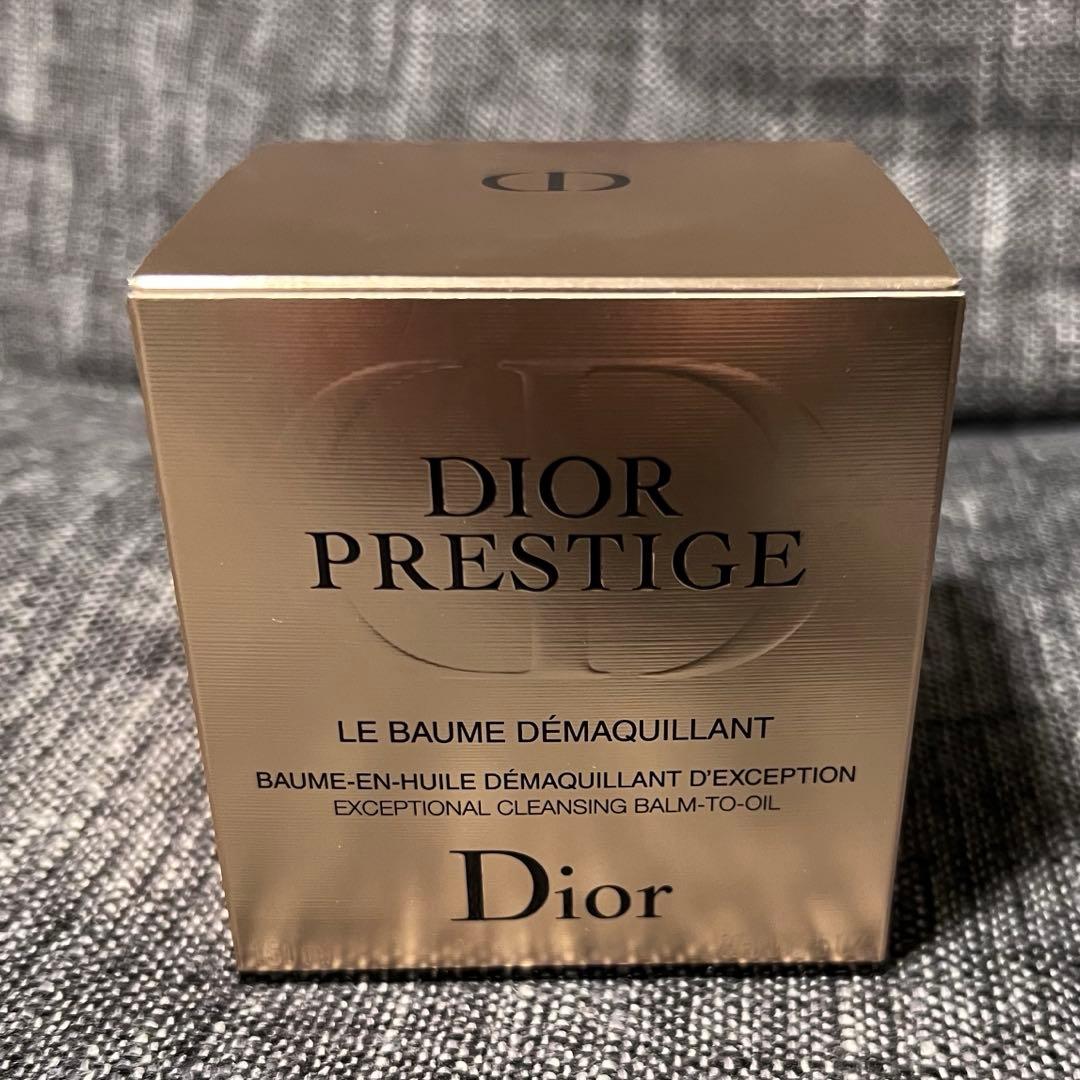 DIOR
PRESTIGE
LE BAUME DÉMAQUILLANT
BAUME-EN-HUILE DÉMAQUILLANT D'EXCEPTION
EXCEPTIONAL CLEANSING BALM-TO-OIL
Dior